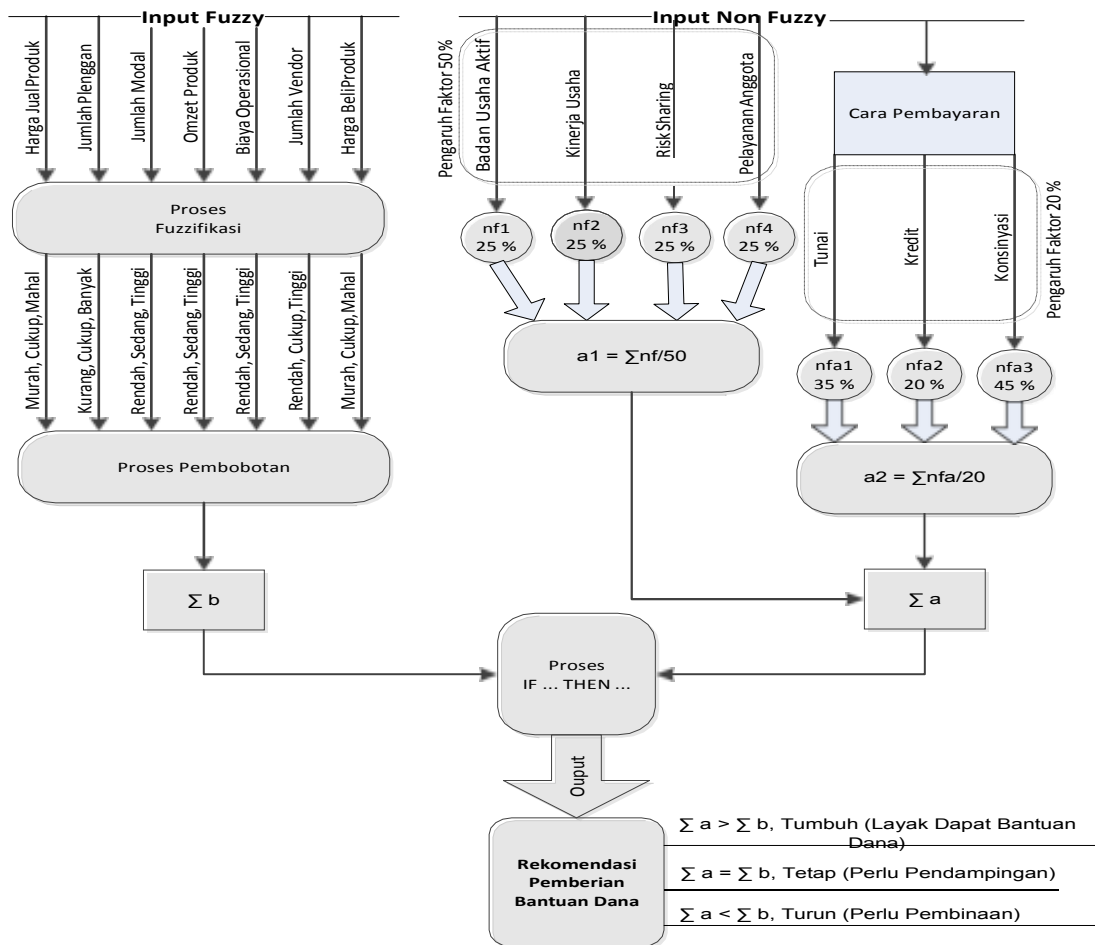 Input Fuzzy
Harga Jual Produk
Jumlah Plenggan
Jumlah Modal
Omzet Produk
Biaya Operasional
Jumlah Vendor
Harga Beli Produk
Proses
Fuzzifikasi
Murah, Cukup, Mahal
Kurang, Cukup, Banyak
Rendah, Sedang, Tinggi
Rendah, Sedang, Tinggi
Rendah, Sedang, Tinggi
Rendah, Cukup, Tinggi
Murah, Cukup, Mahal
Proses Pembobotan
∑ b
Input Non Fuzzy
Pengaruh Faktor 50 %
Badan Usaha Aktif
Kinerja Usaha
Risk Sharing
Pelayanan Anggota
nf1
25 %
nf2
25 %
nf3
25 %
nf4
25 %
a1 = ∑nf/50
Cara Pembayaran
Tunai
Kredit
Konsinyasi
Pengaruh Faktor 20 %
nfa1
35 %
nfa2
20 %
nfa3
45 %
a2 = ∑nfa/20
∑ a
Proses
IF ... THEN ...
Ouput
Rekomendasi
Pemberian
Bantuan Dana
∑ a > ∑ b, Tumbuh (Layak Dapat Bantuan
Dana)
∑ a = ∑ b, Tetap (Perlu Pendampingan)
∑ a < ∑ b, Turun (Perlu Pembinaan)